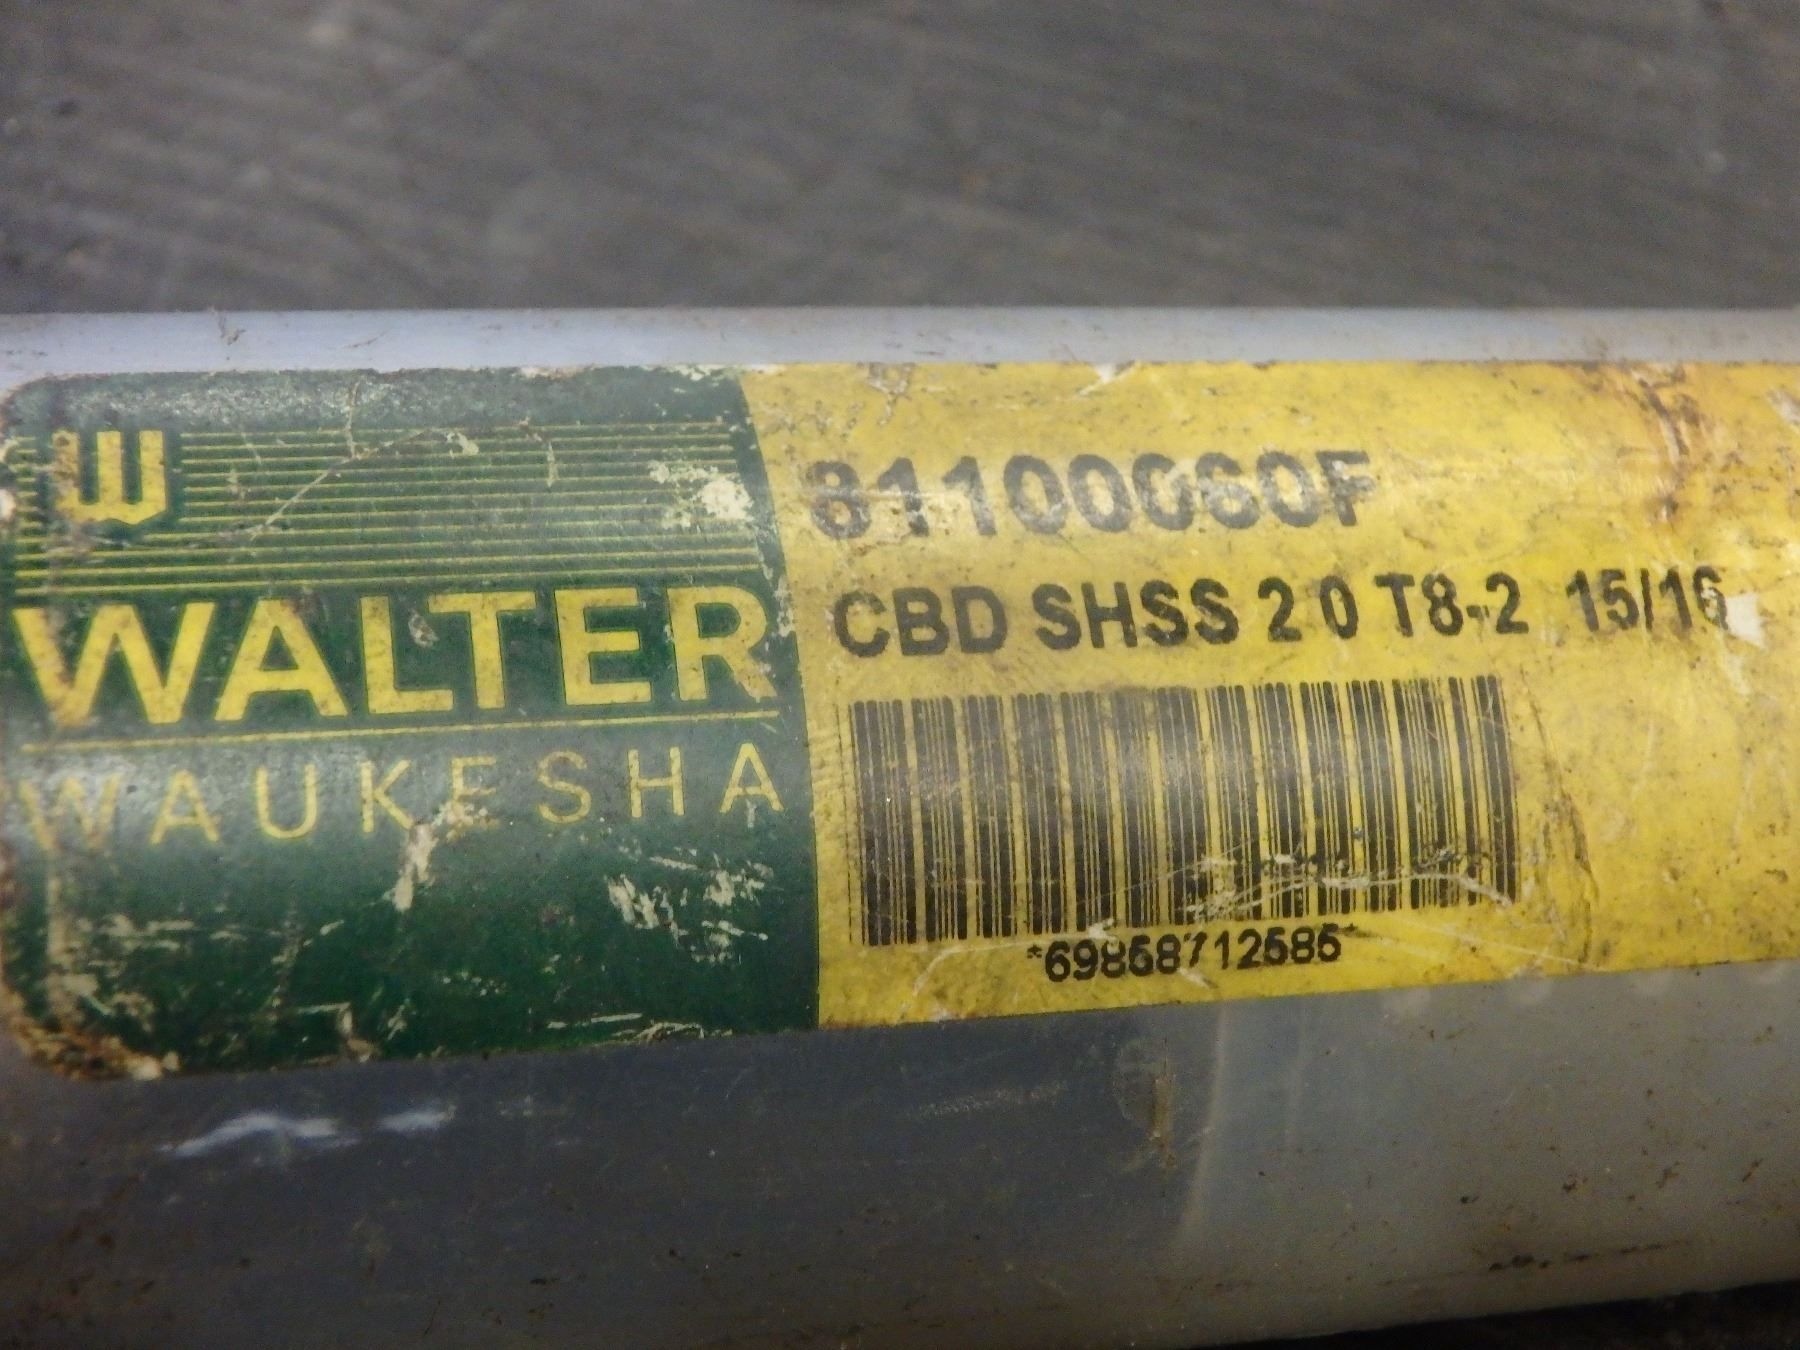 W
WALTER
WAUKESHA
81100060F
CBD SHSS 2 0 T8-2 15/16
*69868712585*